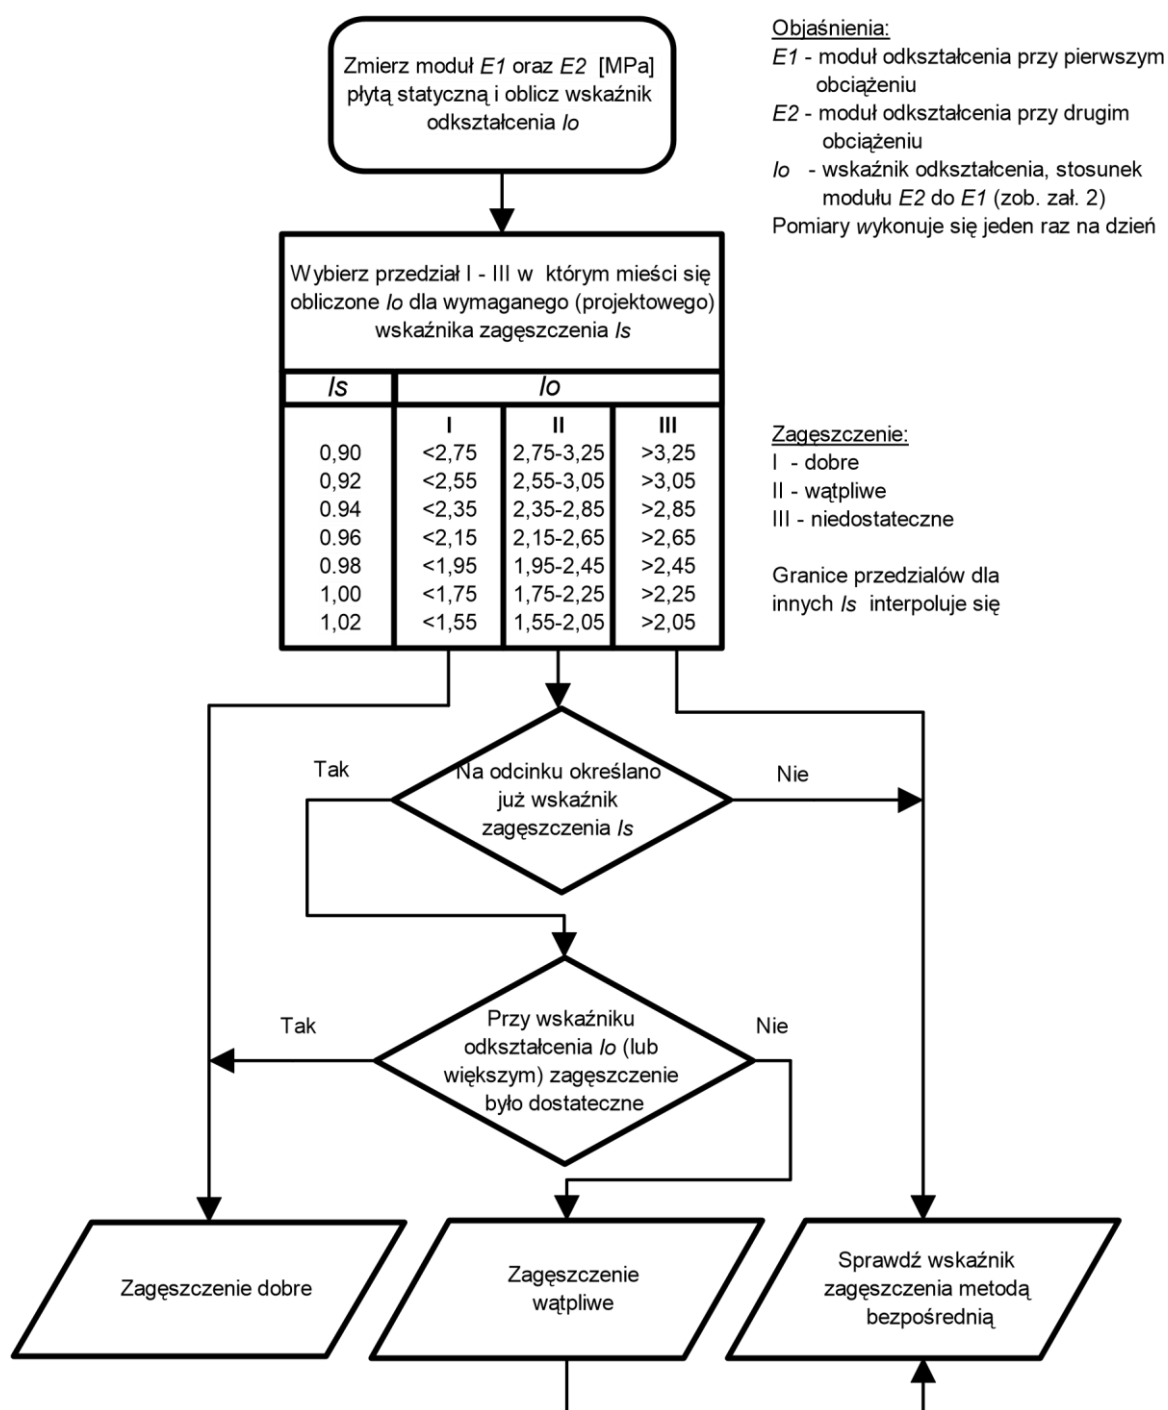 Zmierz moduł E1 oraz E2 [MPa]
płytą statyczną i oblicz wskaźnik
odkształcenia Io
Objaśnienia:
E1 - moduł odkształcenia przy pierwszym
obciążeniu
E2 - moduł odkształcenia przy drugim
obciążeniu
Io - wskaźnik odkształcenia, stosunek
modułu E2 do E1 (zob. zał. 2)
Pomiary wykonuje się jeden raz na dzień
Wybierz przedział I - III w którym mieści się
obliczone Io dla wymaganego (projektowego)
wskaźnika zagęszczenia Is
Is Io
I II III
0,90 <2,75 2,75-3,25 >3,25
0,92 <2,55 2,55-3,05 >3,05
0.94 <2,35 2,35-2,85 >2,85
0.96 <2,15 2,15-2,65 >2,65
0.98 <1,95 1,95-2,45 >2,45
1,00 <1,75 1,75-2,25 >2,25
1,02 <1,55 1,55-2,05 >2,05
Zagęszczenie:
I - dobre
II - wątpliwe
III - niedostateczne
Granice przedzialów dla
innych Is interpoluje się
Tak
Na odcinku określano
już wskaźnik
zagęszczenia Is
Nie
Tak
Przy wskaźniku
odkształcenia Io (lub
większym) zagęszczenie
było dostateczne
Nie
Zagęszczenie dobre
Zagęszczenie
wątpliwe
Sprawdź wskaźnik
zagęszczenia metodą
bezpośrednią